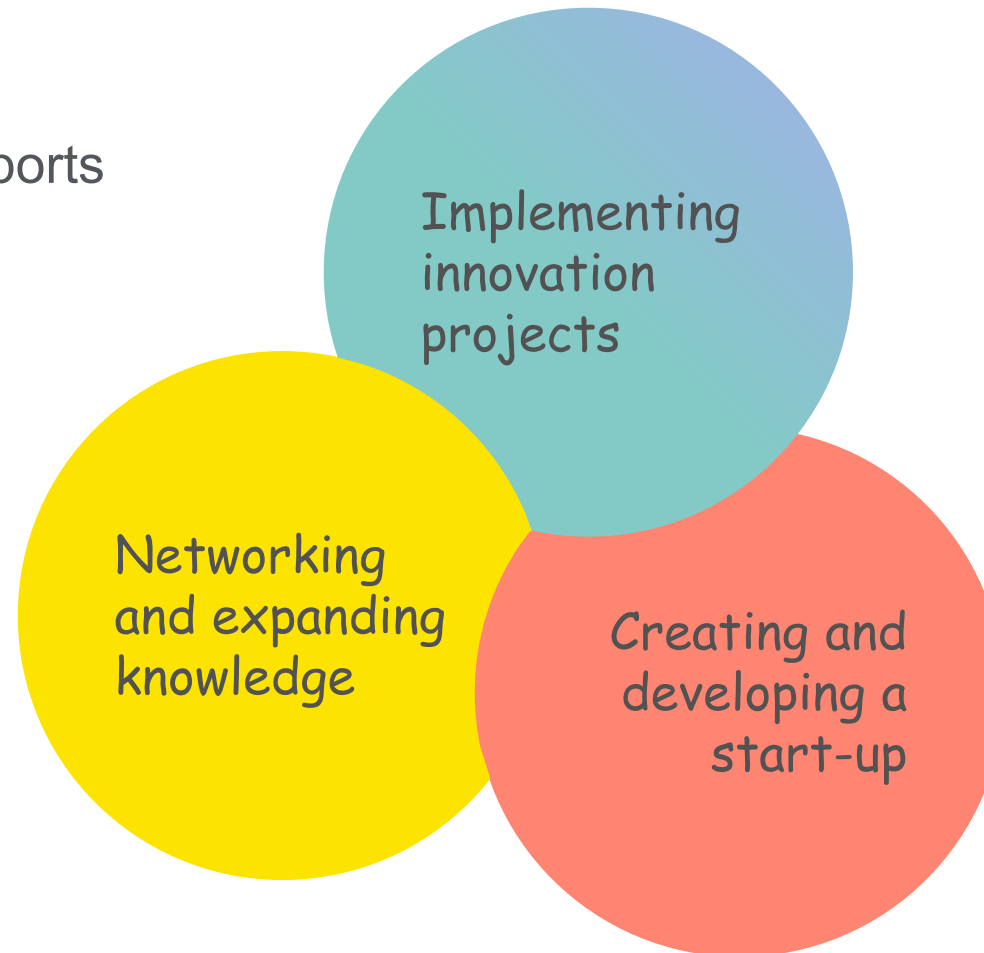 ports
Implementing
innovation
projects
Networking
and expanding
knowledge
Creating and
developing a
start-up